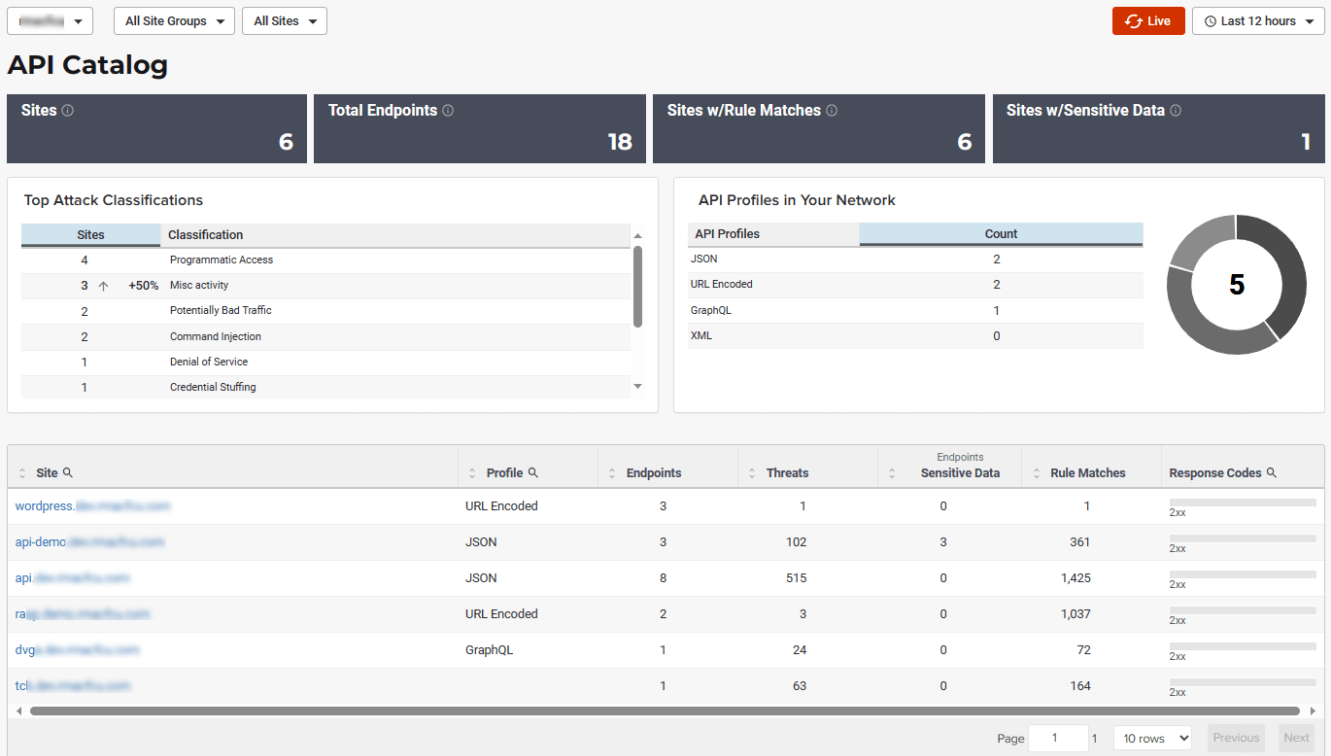 All Site Groups All Sites Live Last 12 hours
API Catalog
Sites Total Endpoints Sites w/Rule Matches Sites w/Sensitive Data
6 18 6 1
Top Attack Classifications
Sites Classification
4 Programmatic Access
3 ↑ +50% Misc activity
2 Potentially Bad Traffic
2 Command Injection
1 Denial of Service
1 Credential Stuffing
API Profiles in Your Network
API Profiles Count
JSON 2
URL Encoded 2
GraphQL 1
XML 0
5
Endpoints
Site Profile Endpoints Threats Sensitive Data Rule Matches Response Codes
wordpress. URL Encoded 3 1 0 1 2xx
api-demo JSON 3 102 3 361 2xx
api. JSON 8 515 0 1,425 2xx
ra URL Encoded 2 3 0 1,037 2xx
dvg GraphQL 1 24 0 72 2xx
tcl 1 63 0 164 2xx
Page 1 1 10 rows Previous Next